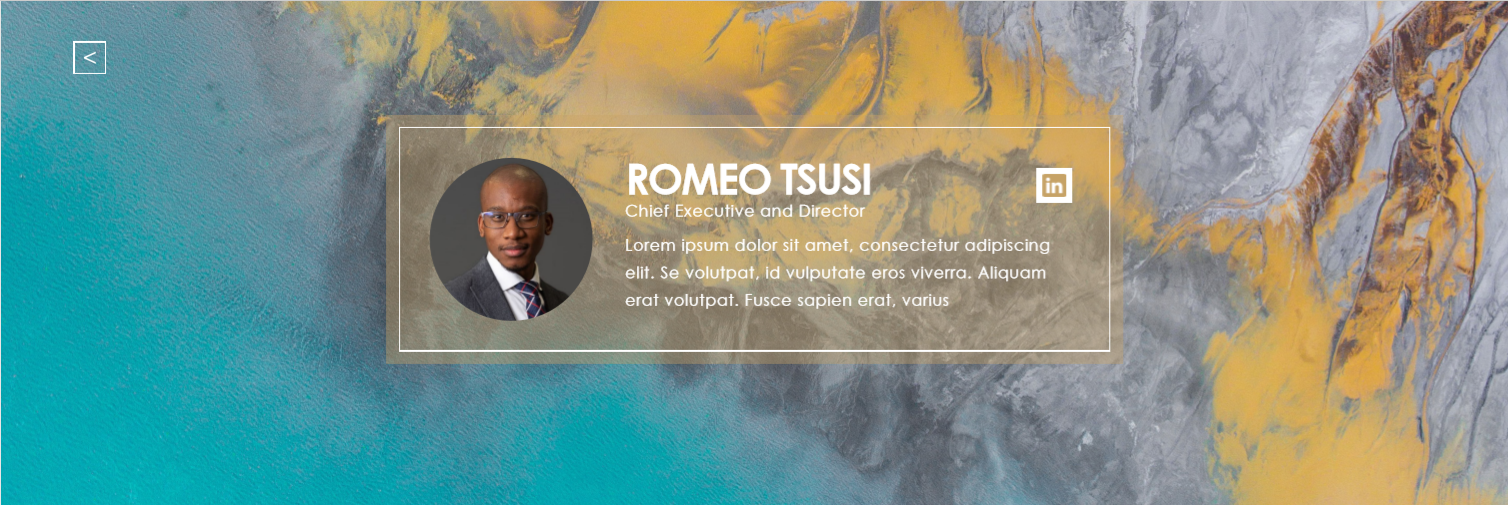 <
ROMEO TSUSI
in
Chief Executive and Director
Lorem ipsum dolor sit amet, consectetur adipiscing
elit. Se volutpat, id vulputate eros viverra. Aliquam
erat volutpat. Fusce sapien erat, varius